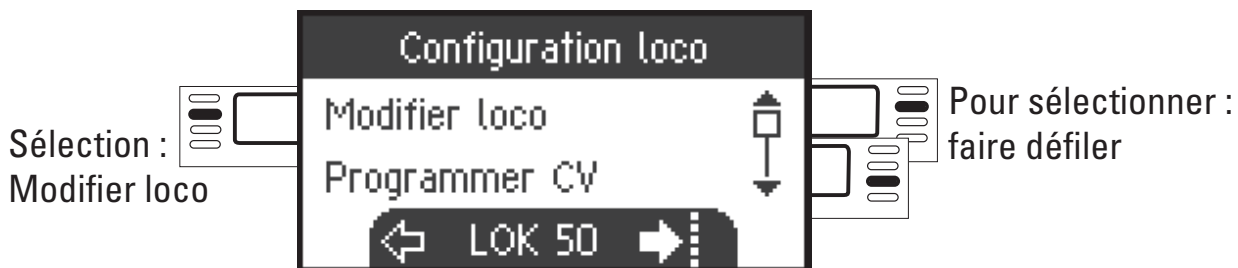 Configuration loco
Modifier loco
Programmer CV
LOK 50
Sélection :
Modifier loco
Pour sélectionner :
faire défiler